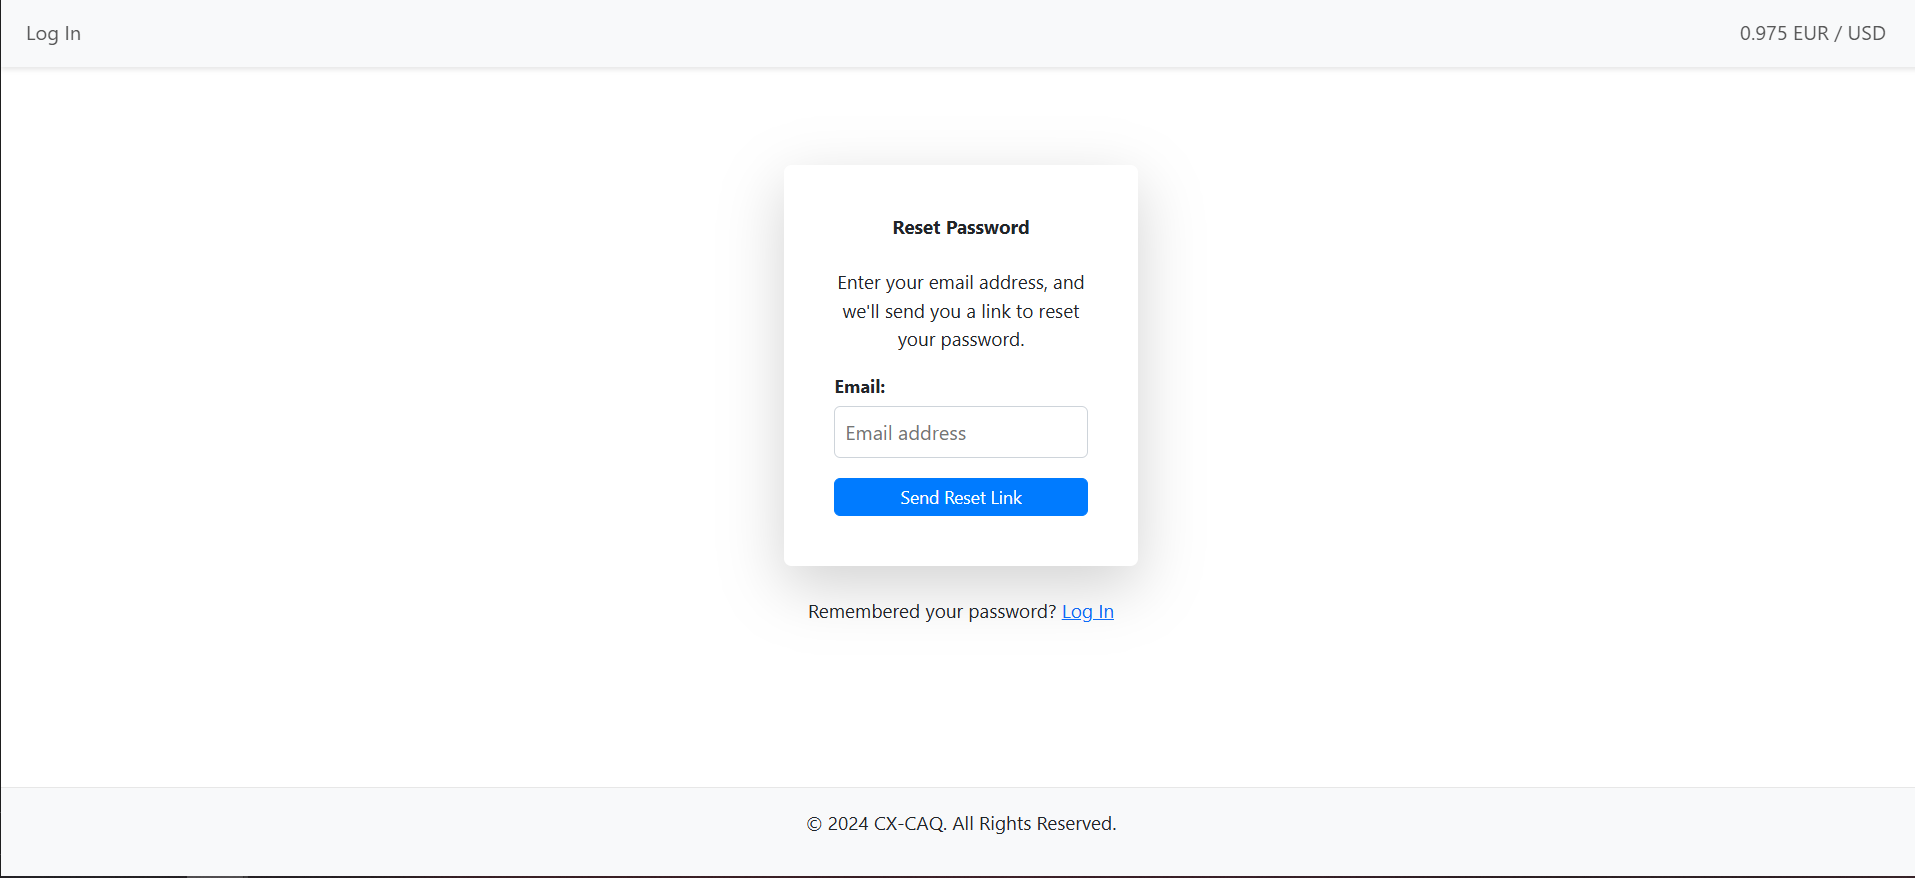 Log In
0.975 EUR / USD
Reset Password
Enter your email address, and
we'll send you a link to reset
your password.
Email:
Email address
Send Reset Link
Remembered your password? Log In
© 2024 CX-CAQ. All Rights Reserved.